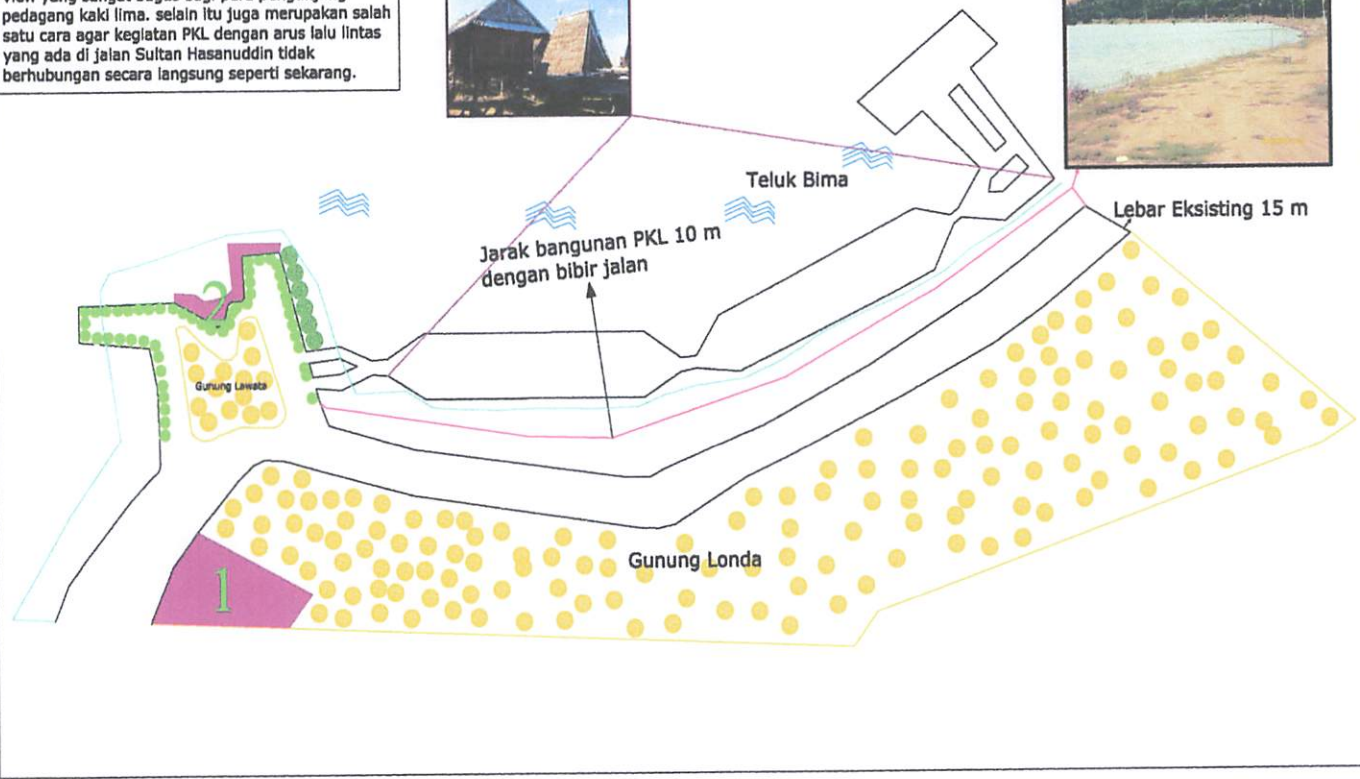 pedagang kaki lima. selain itu juga merupakan salah
satu cara agar kegiatan PKL dengan arus lalu lintas
yang ada di jalan Sultan Hasanuddin tidak
berhubungan secara langsung seperti sekarang.
Teluk Bima
Lebar Eksisting 15 m
Jarak bangunan PKL 10 m
dengan bibir jalan
2
Gunung Lawata
Gunung Londa
1